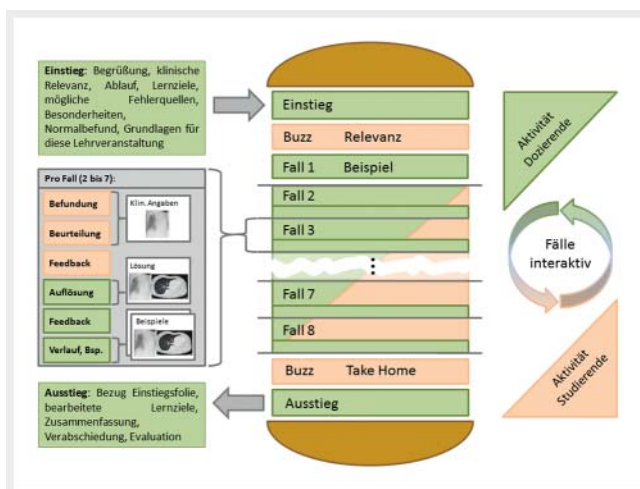 Einstieg: Begrüßung, klinische
Relevanz, Ablauf, Lernziele,
mögliche Fehlerquellen,
Besonderheiten,
Normalbefund, Grundlagen für
diese Lehrveranstaltung
Pro Fall (2 bis 7):
Befundung
Beurteilung
Feedback
Auflösung
Feedback
Verlauf, Bsp.
Klin. Angaben
Lösung
Beispiele
Ausstieg: Bezug Einstiegsfolie,
bearbeitete Lernziele,
Zusammenfassung,
Verabschiedung, Evaluation
Einstieg
Buzz Relevanz
Fall 1 Beispiel
Fall 2
Fall 3
⋮
Fall 7
Fall 8
Buzz Take Home
Ausstieg
Aktivität
Dozierende
Fälle
interaktiv
Aktivität
Studierende